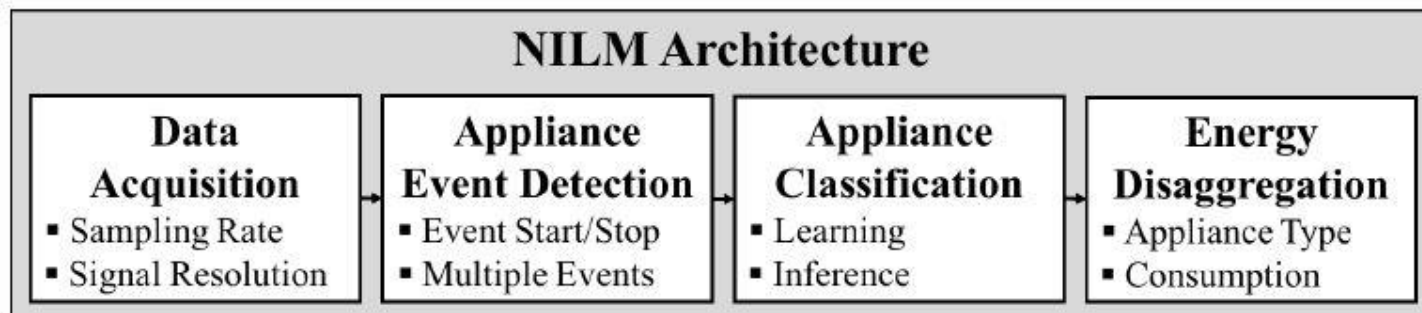 NILM Architecture
Data
Acquisition
▪ Sampling Rate
▪ Signal Resolution
Appliance
Event Detection
▪ Event Start/Stop
▪ Multiple Events
Appliance
Classification
▪ Learning
▪ Inference
Energy
Disaggregation
▪ Appliance Type
▪ Consumption